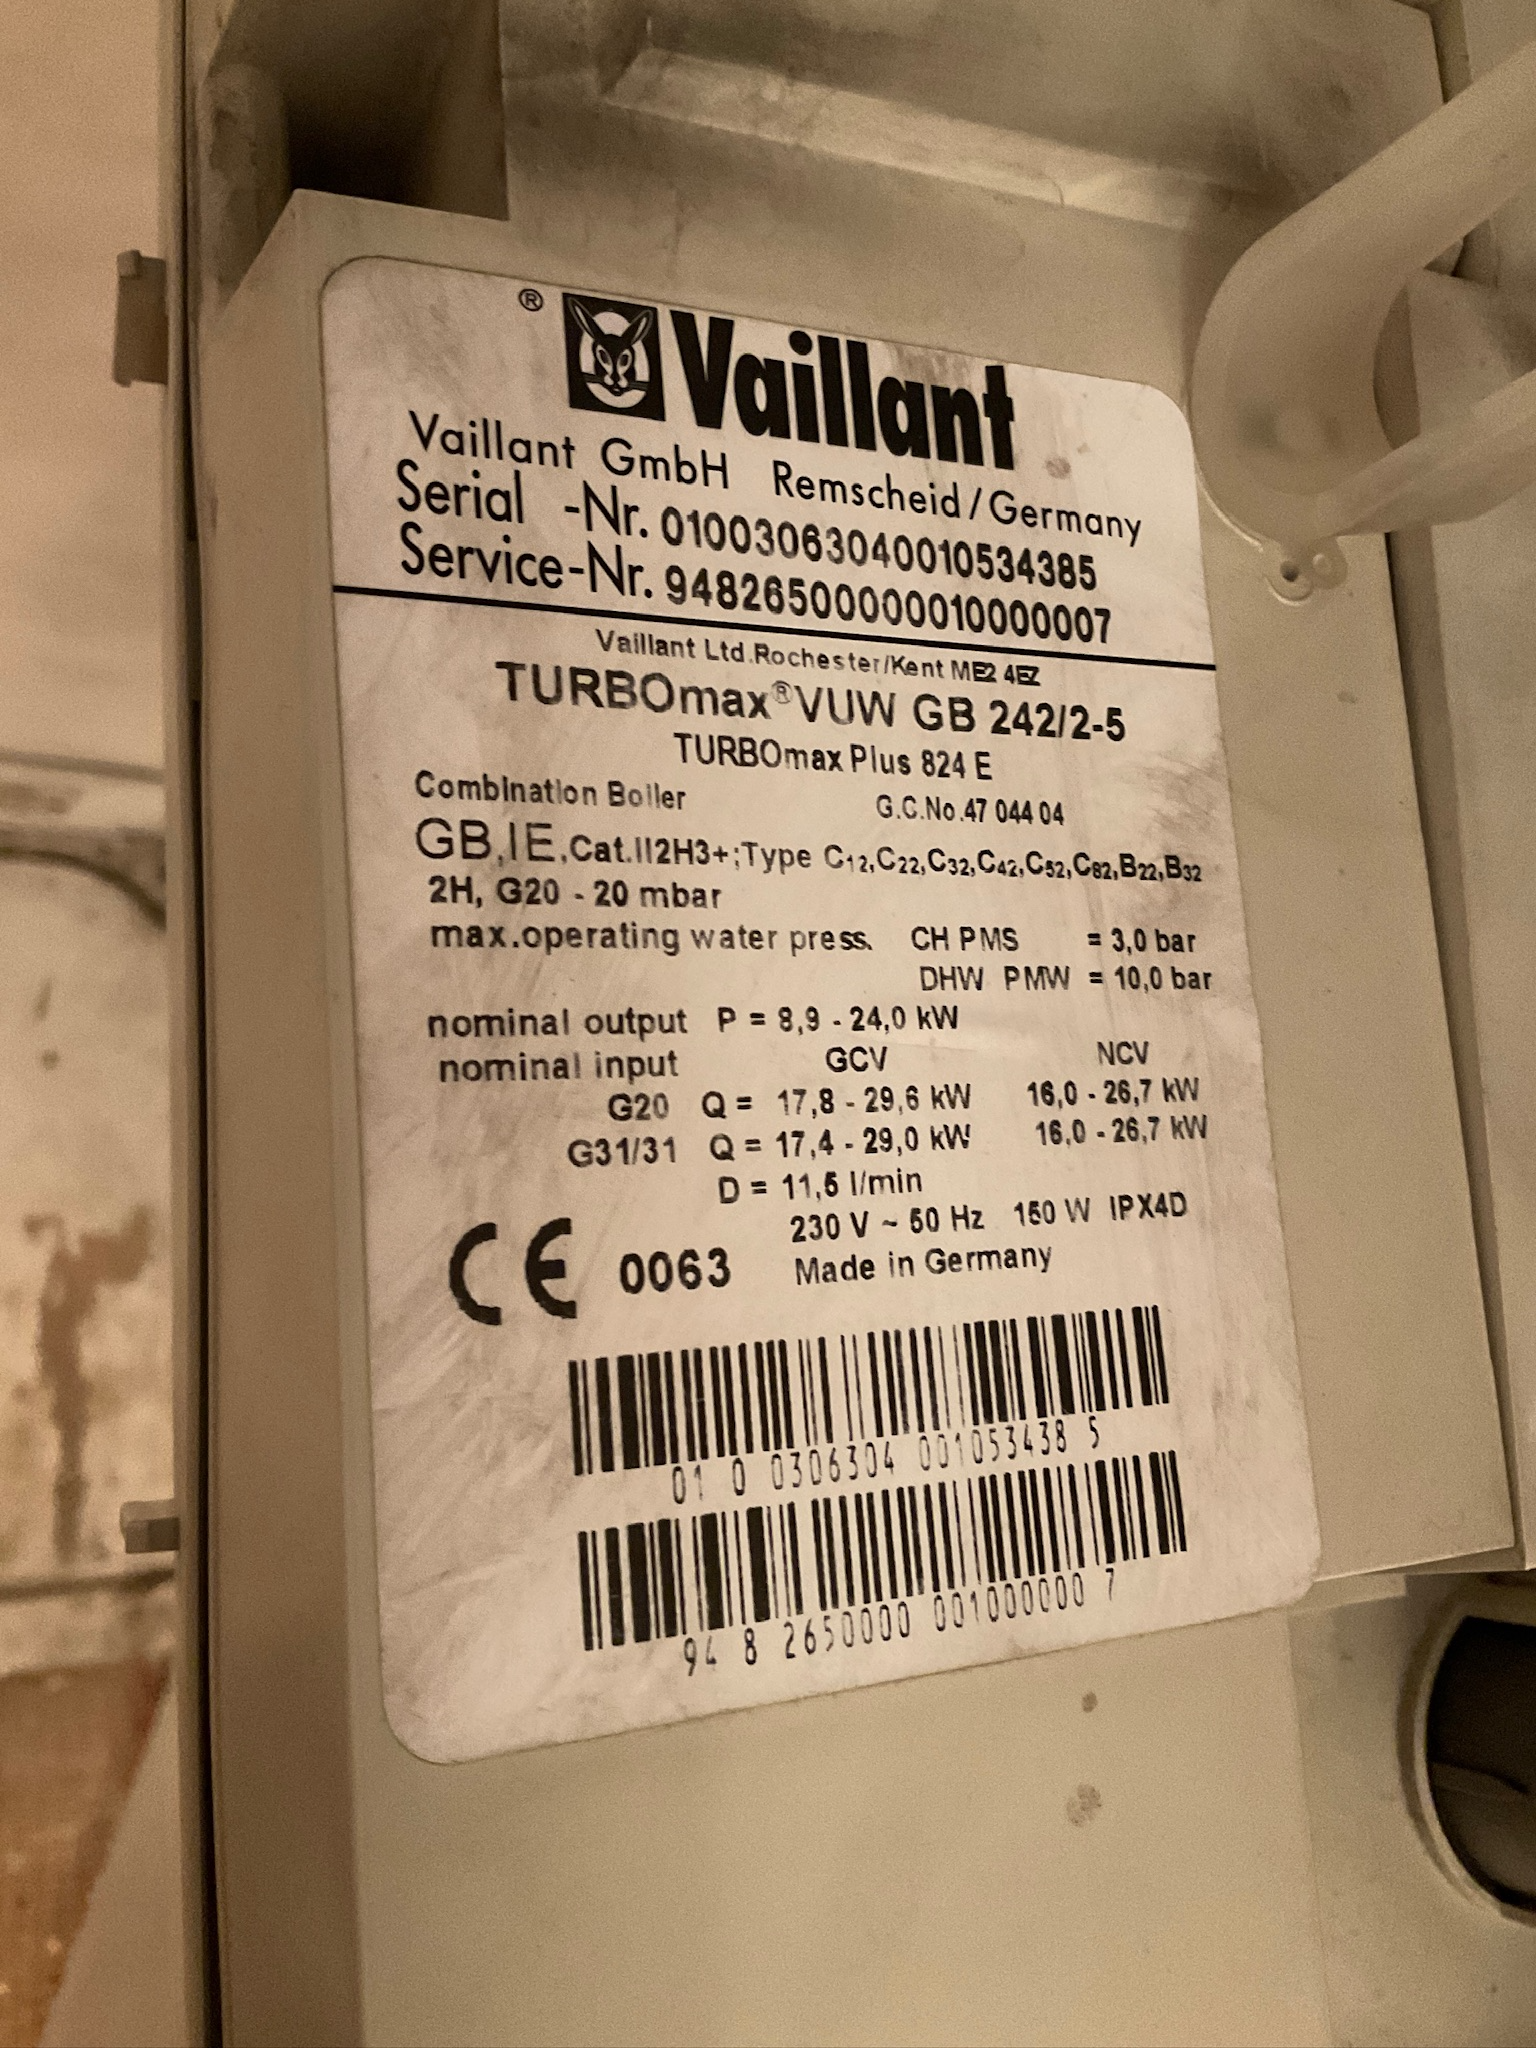 ® Vaillant
Vaillant GmbH Remscheid/Germany
Serial -Nr. 01003063040010534385
Service-Nr. 94826500000010000007
Vaillant Ltd.Rochester/Kent ME2 4EZ
TURBOmax®VUW GB 242/2-5
TURBOmax Plus 824 E
Combination Boiler G.C.No.47 044 04
GB,IE,Cat.II2H3+;Type C12,C22,C32,C42,C52,C82,B22,B32
2H, G20 - 20 mbar
max.operating water press. CH PMS = 3,0 bar
DHW PMW = 10,0 bar
nominal output P = 8,9 - 24,0 kW
nominal input GCV NCV
G20 Q = 17,8 - 29,6 kW 16,0 - 26,7 kW
G31/31 Q = 17,4 - 29,0 kW 16,0 - 26,7 kW
D = 11,5 l/min
230 V ~ 50 Hz 150 W IPX4D
CE 0063 Made in Germany
01 0 0306304 001053438 5
94 8 2650000 001000000 7